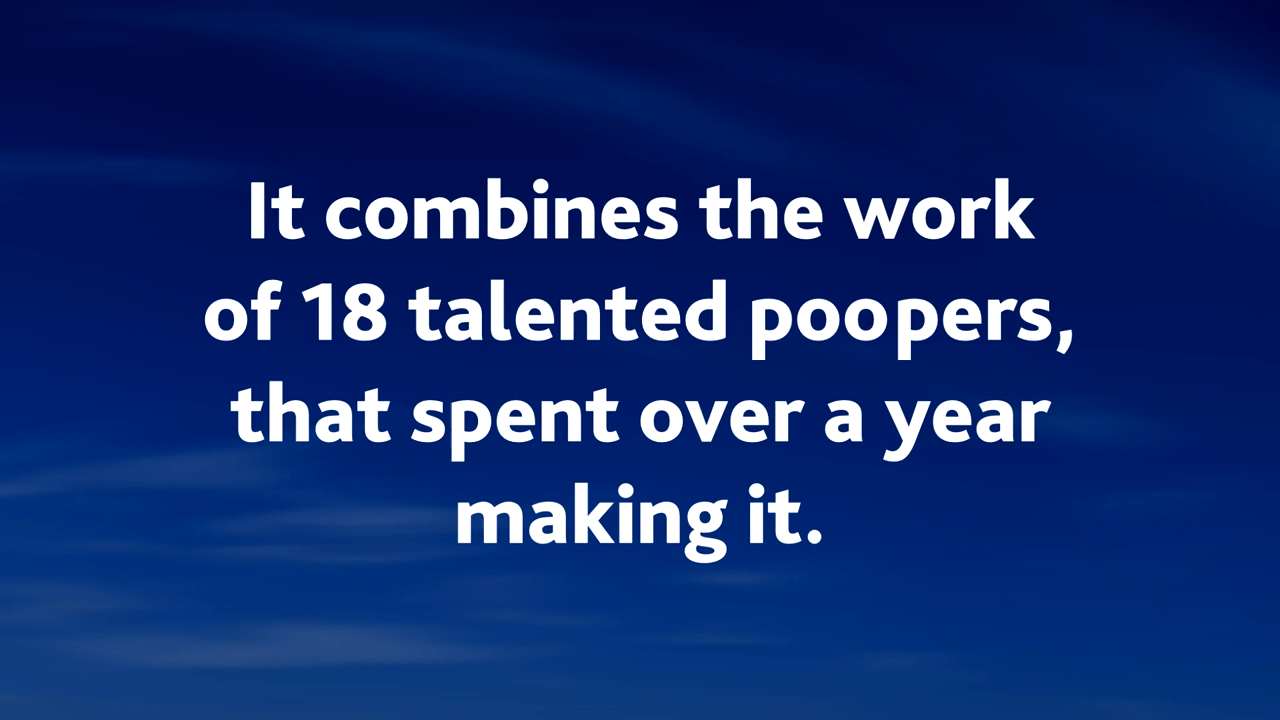 It combines the work
of 18 talented poopers,
that spent over a year
making it.